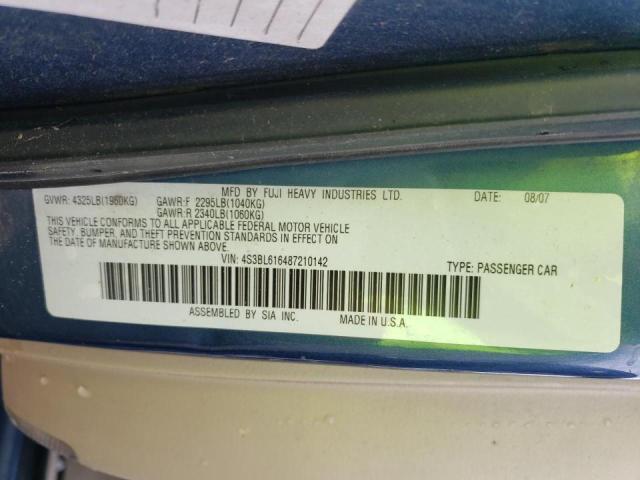 MFD BY FUJI HEAVY INDUSTRIES LTD. DATE: 08/07
GVWR: 4325LB(1960KG) GAWR:F 2295LB(1040KG)
GAWR:R 2340LB(1060KG)
THIS VEHICLE CONFORMS TO ALL APPLICABLE FEDERAL MOTOR VEHICLE
SAFETY, BUMPER, AND THEFT PREVENTION STANDARDS IN EFFECT ON
THE DATE OF MANUFACTURE SHOWN ABOVE.
VIN: 4S3BL616487210142 TYPE: PASSENGER CAR
ASSEMBLED BY SIA INC. MADE IN U.S.A.